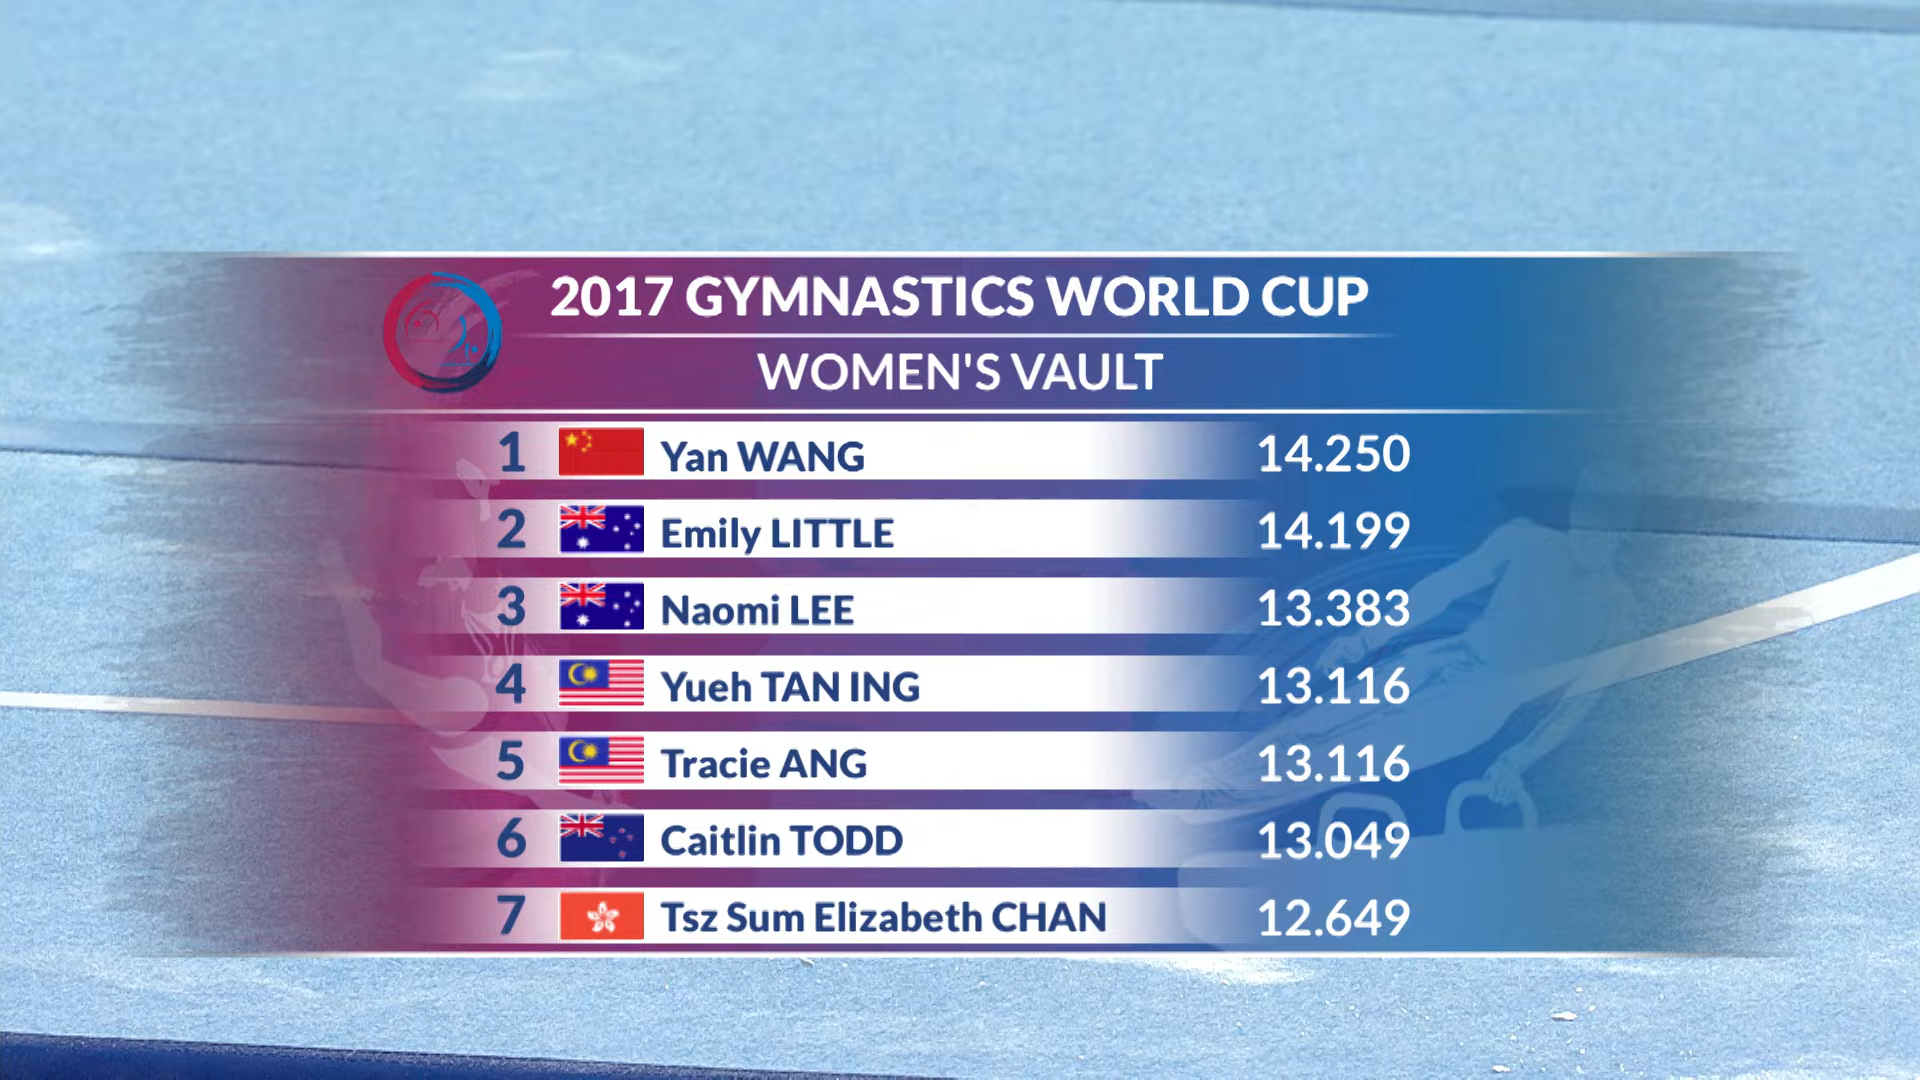 2017 GYMNASTICS WORLD CUP
WOMEN'S VAULT
1 Yan WANG 14.250
2 Emily LITTLE 14.199
3 Naomi LEE 13.383
4 Yueh TAN ING 13.116
5 Tracie ANG 13.116
6 Caitlin TODD 13.049
7 Tsz Sum Elizabeth CHAN 12.649